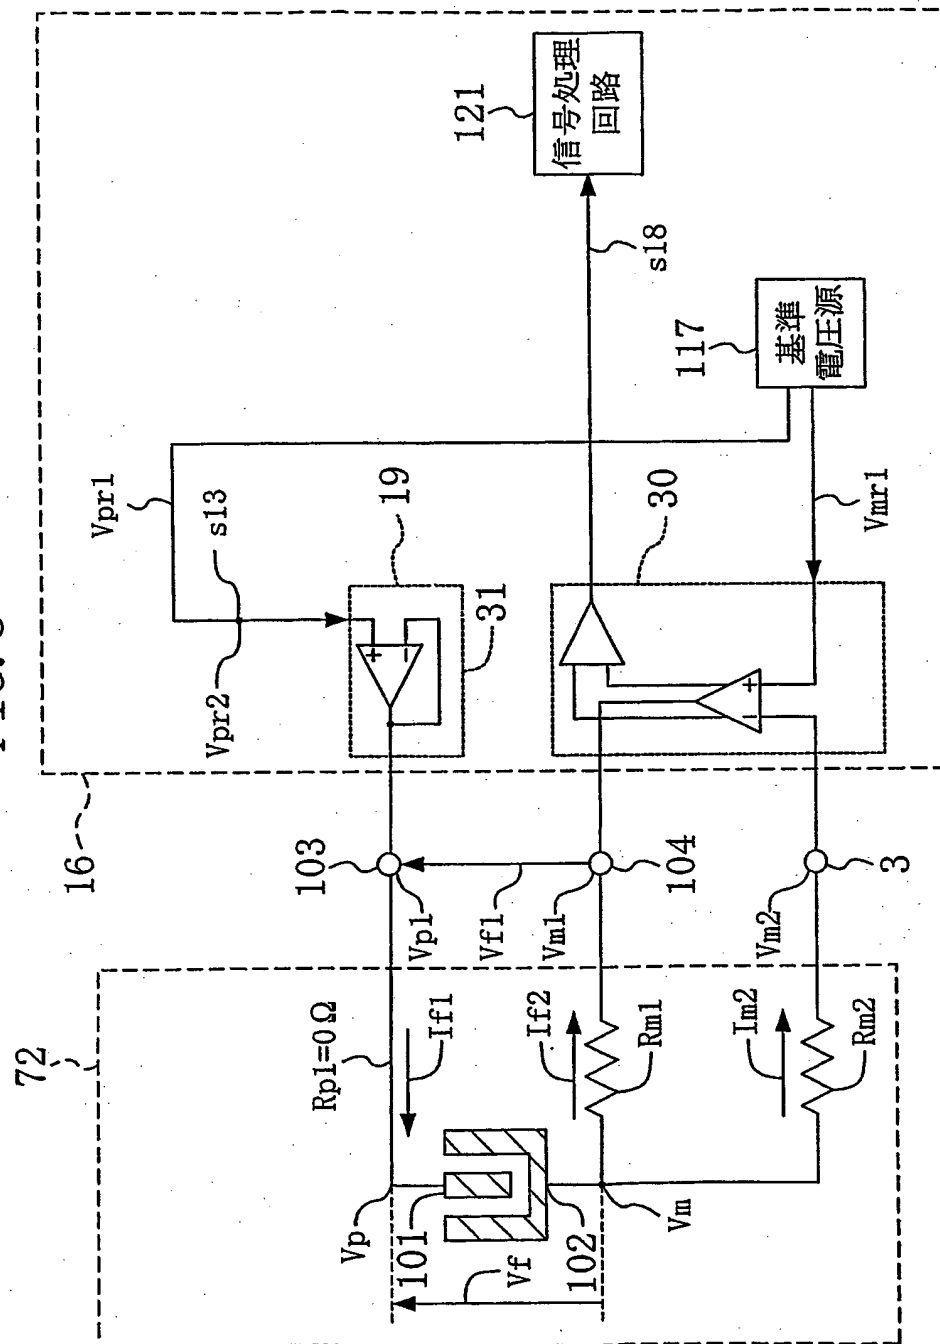 72
16
Vpr1
Vpr2
s13
103
Vp
Rp1=0Ω
19
101
If1
Vp1
31
121
Vf
Vf1
信号処理
回路
102
If2
Vm1
Rm1
s18
Vm
104
30
117
Im2
Vm2
基準
電圧源
Rm2
3
Vmr1
+
−
−
+